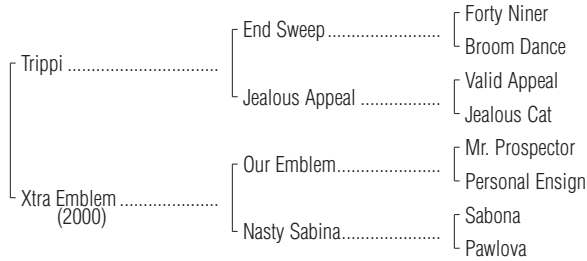 Forty Niner
End Sweep
Broom Dance
Trippi
Valid Appeal
Jealous Appeal
Jealous Cat
Mr. Prospector
Our Emblem
Personal Ensign
Xtra Emblem
(2000)
Sabona
Nasty Sabina
Pawlova